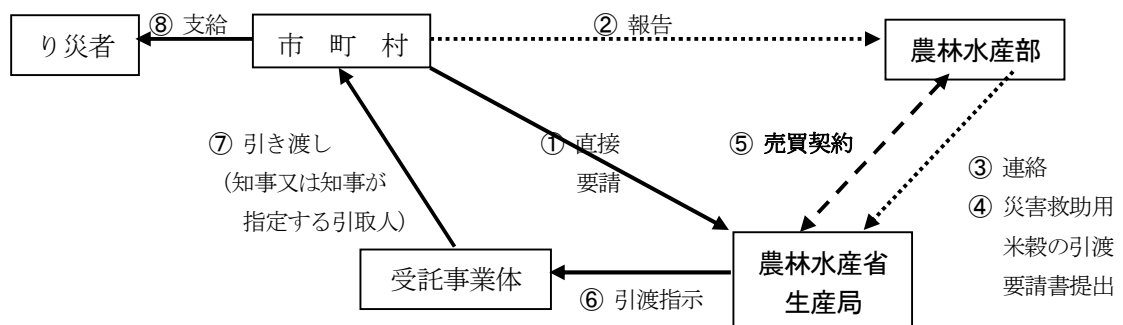 ⑧ 支給
② 報告
り災者
市 町 村
農林水産部
⑦ 引き渡し
(知事又は知事が
指定する引取人)
① 直接
要請
⑤ 売買契約
③ 連絡
④ 災害救助用
米穀の引渡
要請書提出
受託事業体
⑥ 引渡指示
農林水産省
生産局